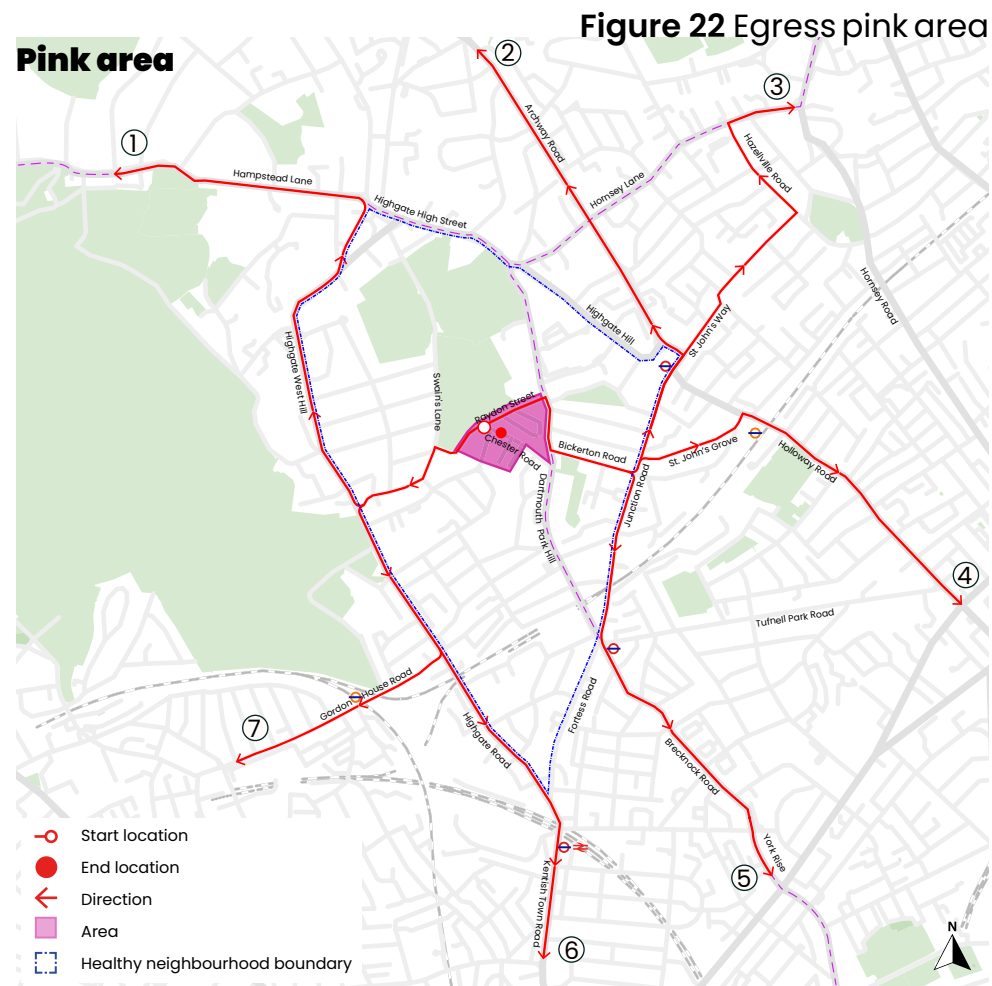 Figure 22 Egress pink area
Pink area
1
2
3
Archway Road
Hazellville Road
Hampstead Lane
Hornsey Lane
Highgate High Street
Hornsey Road
Highgate Hill
St John's Way
Highgate West Hill
Swain's Lane
Raydon Street
Chester Road
Bickerton Road
St. John's Grove
Holloway Road
Junction Road
Dartmouth Park Hill
4
Tufnell Park Road
Gordon House Road
7
Highgate Road
Fortess Road
Brecknock Road
York Rise
5
Kentish Town Road
6
Start location
End location
Direction
Area
Healthy neighbourhood boundary
N